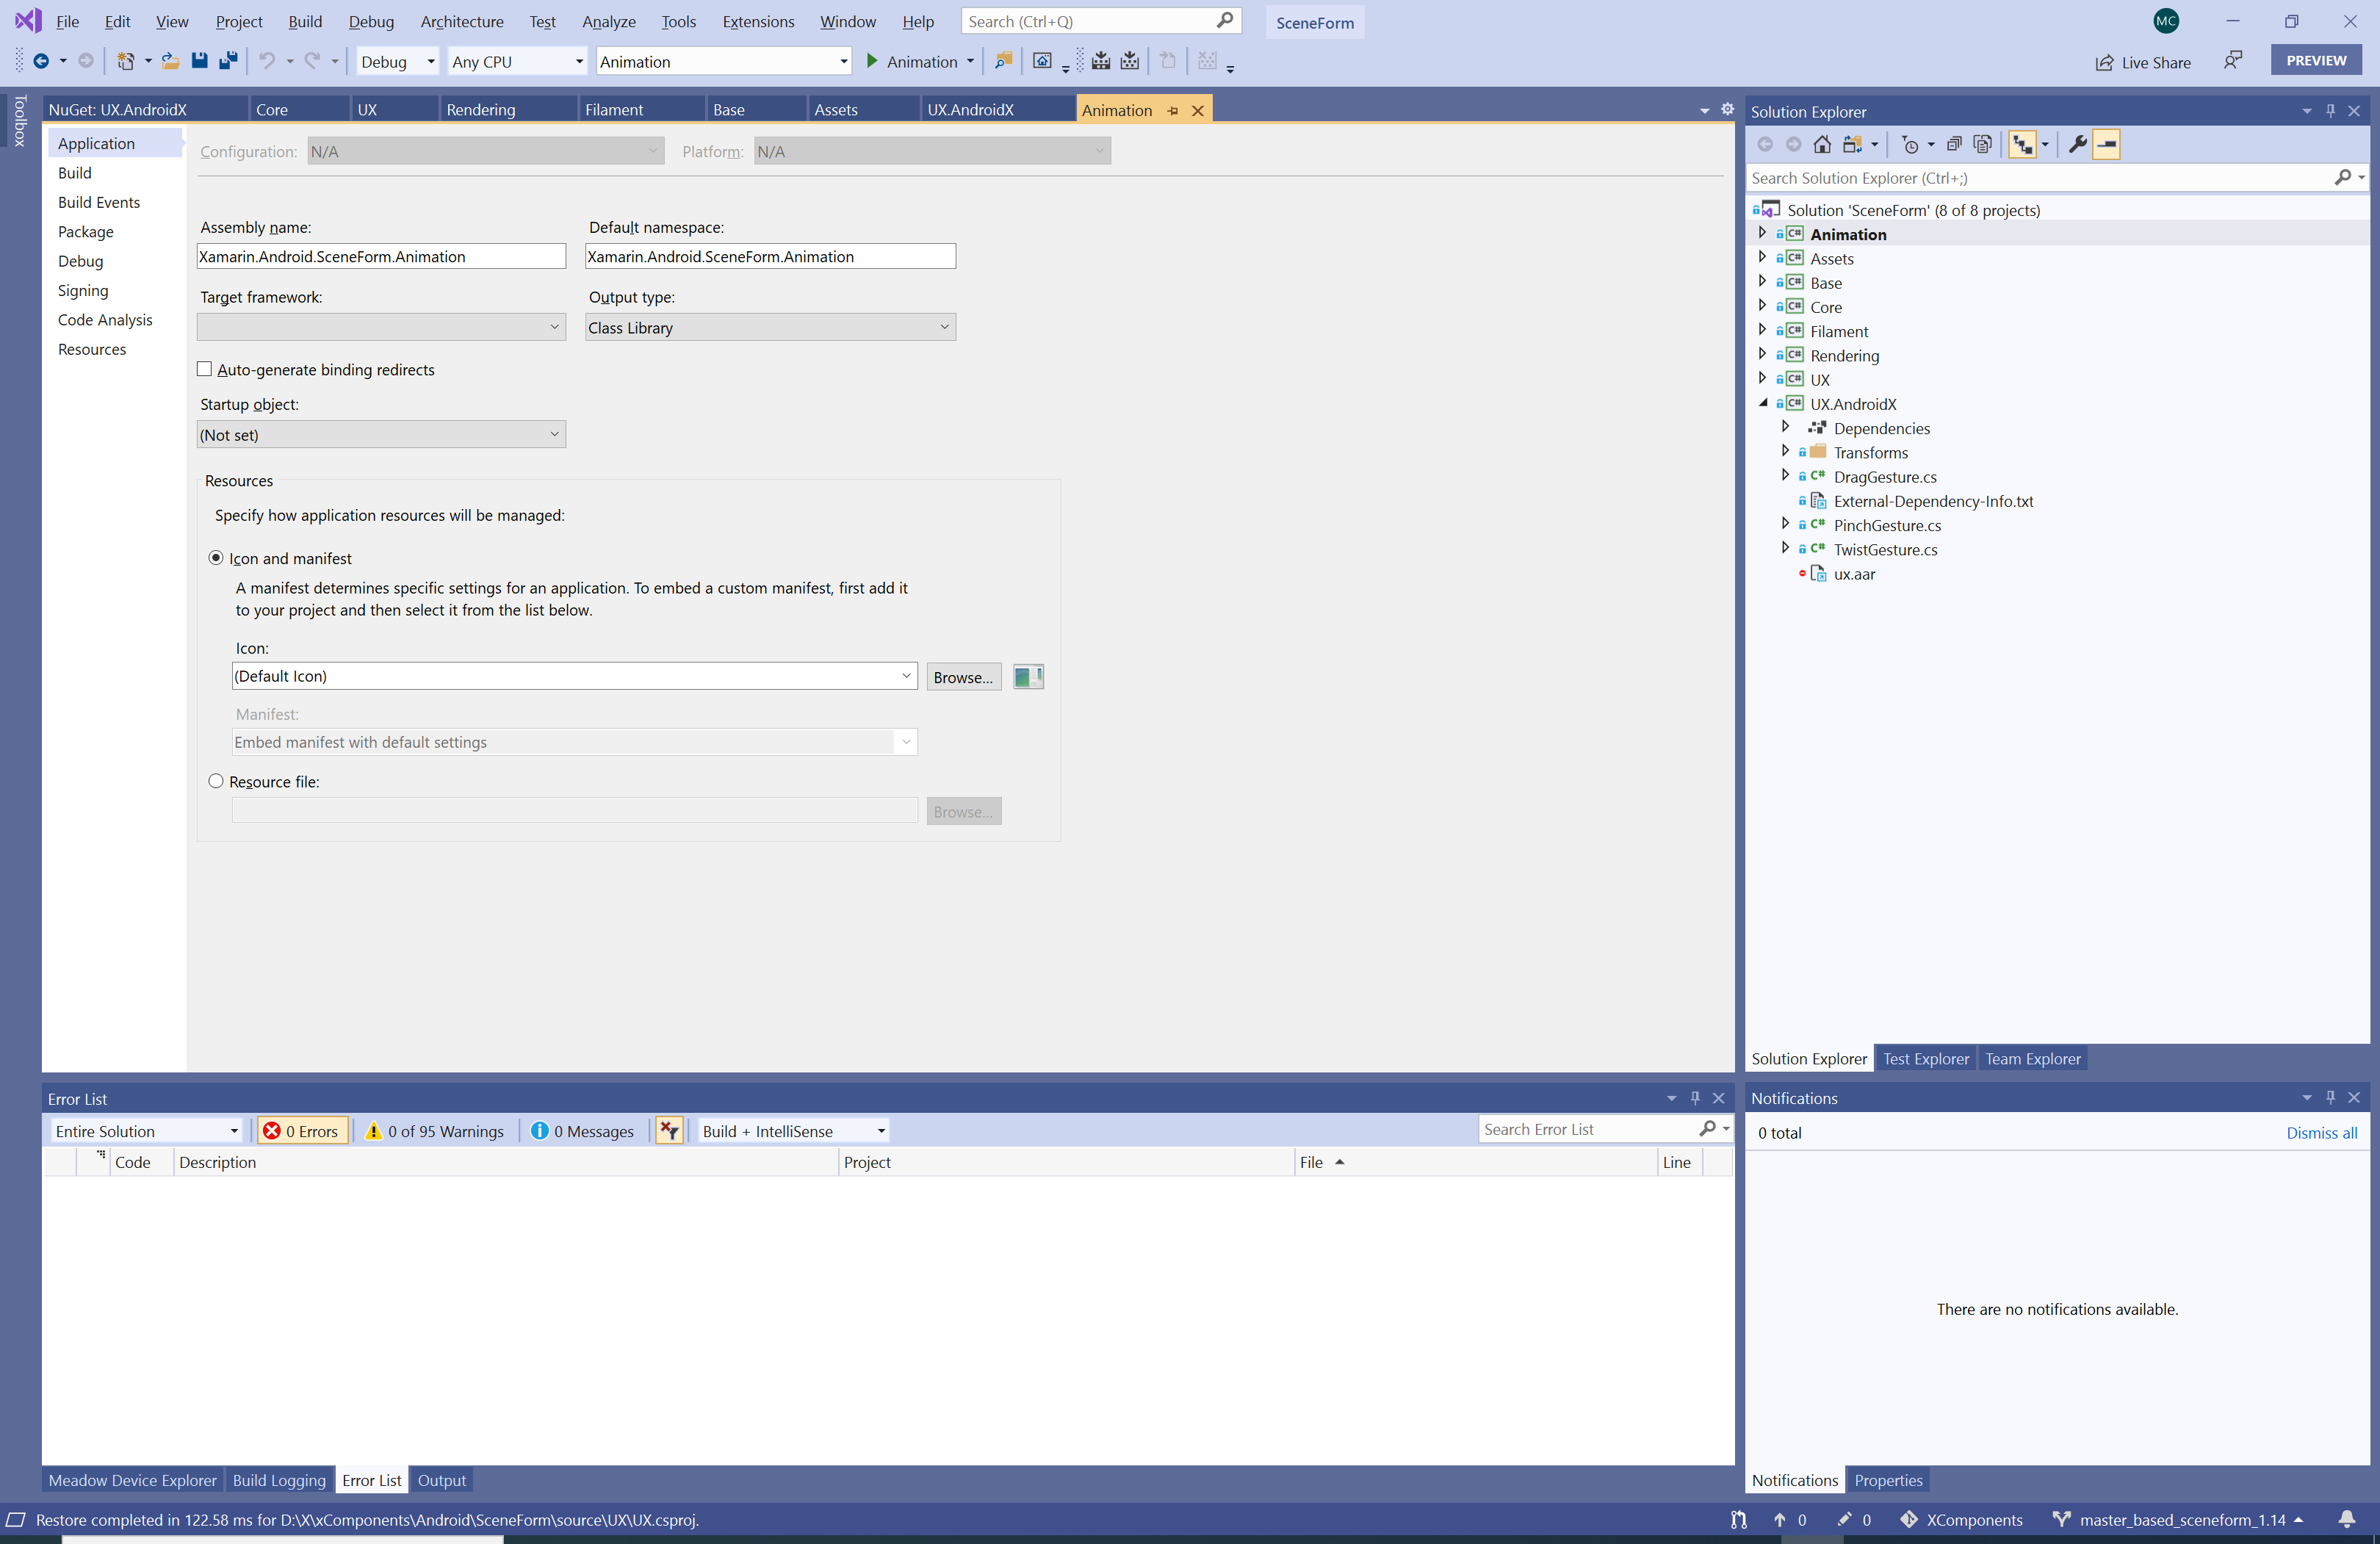 File Edit View Project Build Debug Architecture Test Analyze Tools Extensions Window Help Search (Ctrl+Q) SceneForm MC
Debug Any CPU Animation Animation Live Share PREVIEW
Toolbox
NuGet: UX.AndroidX Core UX Rendering Filament Base Assets UX.AndroidX Animation
Application
Build
Build Events
Package
Debug
Signing
Code Analysis
Resources
Configuration: N/A Platform: N/A
Assembly name: Default namespace:
Xamarin.Android.SceneForm.Animation Xamarin.Android.SceneForm.Animation
Target framework: Output type:
Class Library
Auto-generate binding redirects
Startup object:
(Not set)
Resources
Specify how application resources will be managed:
Icon and manifest
A manifest determines specific settings for an application. To embed a custom manifest, first add it
to your project and then select it from the list below.
Icon:
(Default Icon) Browse...
Manifest:
Embed manifest with default settings
Resource file:
Browse...
Solution Explorer
Search Solution Explorer (Ctrl+;)
Solution 'SceneForm' (8 of 8 projects)
C# Animation
C# Assets
C# Base
C# Core
C# Filament
C# Rendering
C# UX
C# UX.AndroidX
Dependencies
Transforms
C# DragGesture.cs
External-Dependency-Info.txt
C# PinchGesture.cs
C# TwistGesture.cs
ux.aar
Solution Explorer Test Explorer Team Explorer
Error List
Entire Solution 0 Errors 0 of 95 Warnings 0 Messages Build + IntelliSense Search Error List
Code Description Project File Line
Meadow Device Explorer Build Logging Error List Output
Notifications
0 total Dismiss all
There are no notifications available.
Notifications Properties
Restore completed in 122.58 ms for D:\X\xComponents\Android\SceneForm\source\UX\UX.csproj. 0 0 XComponents master_based_sceneform_1.14